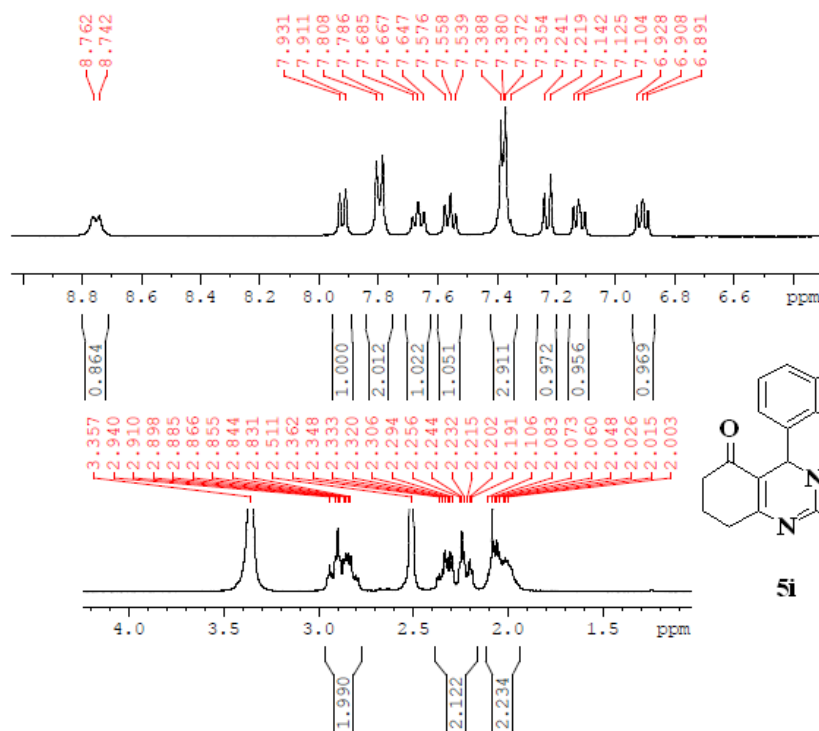 8.762 8.742 7.931 7.911 7.808 7.786 7.685 7.667 7.647 7.576 7.558 7.539 7.388 7.380 7.372 7.354 7.241 7.219 7.142 7.125 7.104 6.928 6.908 6.891
8.8 8.6 8.4 8.2 8.0 7.8 7.6 7.4 7.2 7.0 6.8 6.6 ppm
0.864 1.000 2.012 1.022 1.051 2.911 0.972 0.956 0.969
3.357 2.940 2.910 2.898 2.885 2.866 2.855 2.844 2.831 2.511 2.362 2.348 2.333 2.320 2.306 2.294 2.256 2.244 2.232 2.215 2.202 2.191 2.106 2.083 2.073 2.060 2.048 2.026 2.015 2.003
O
N
N
5i
4.0 3.5 3.0 2.5 2.0 1.5 ppm
1.990 2.122 2.234